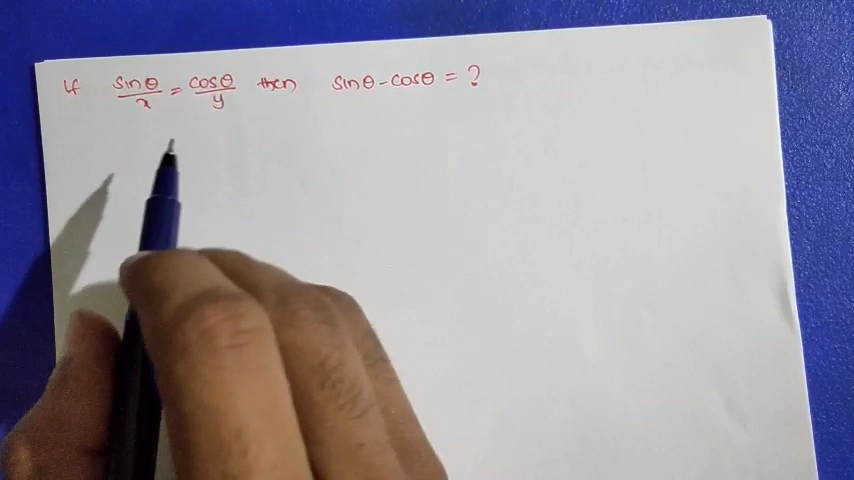 If sinθ/x = cosθ/y then sinθ - cosθ = ?